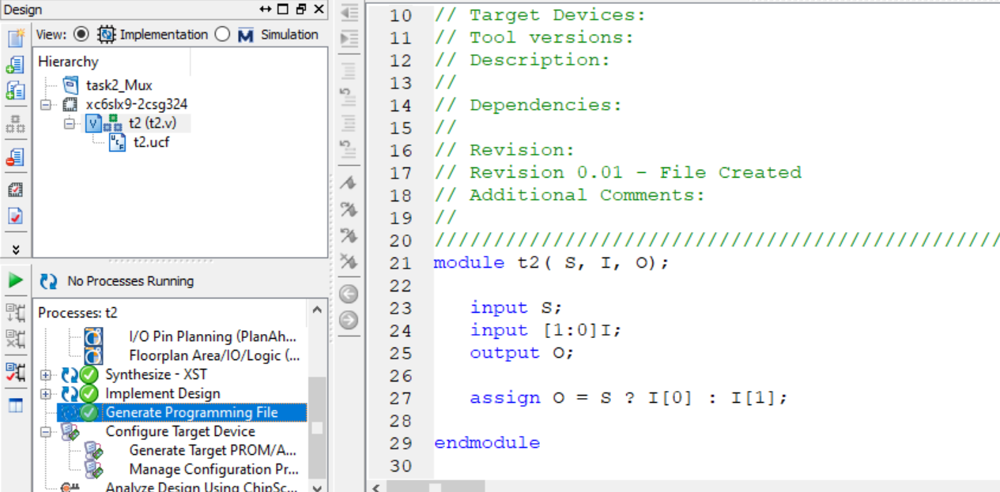 Design
View: Implementation Simulation
Hierarchy
task2_Mux
xc6slx9-2csg324
t2 (t2.v)
t2.ucf
No Processes Running
Processes: t2
I/O Pin Planning (PlanAh...
Floorplan Area/IO/Logic (...
Synthesize - XST
Implement Design
Generate Programming File
Configure Target Device
Generate Target PROM/A...
Manage Configuration Pr...
Analyze Design Using ChipSc...
10 // Target Devices:
11 // Tool versions:
12 // Description:
13 //
14 // Dependencies:
15 //
16 // Revision:
17 // Revision 0.01 - File Created
18 // Additional Comments:
19 //
20 //////////////////////////////////////////////
21 module t2( S, I, O);
22
23 input S;
24 input [1:0]I;
25 output O;
26
27 assign O = S ? I[0] : I[1];
28
29 endmodule
30